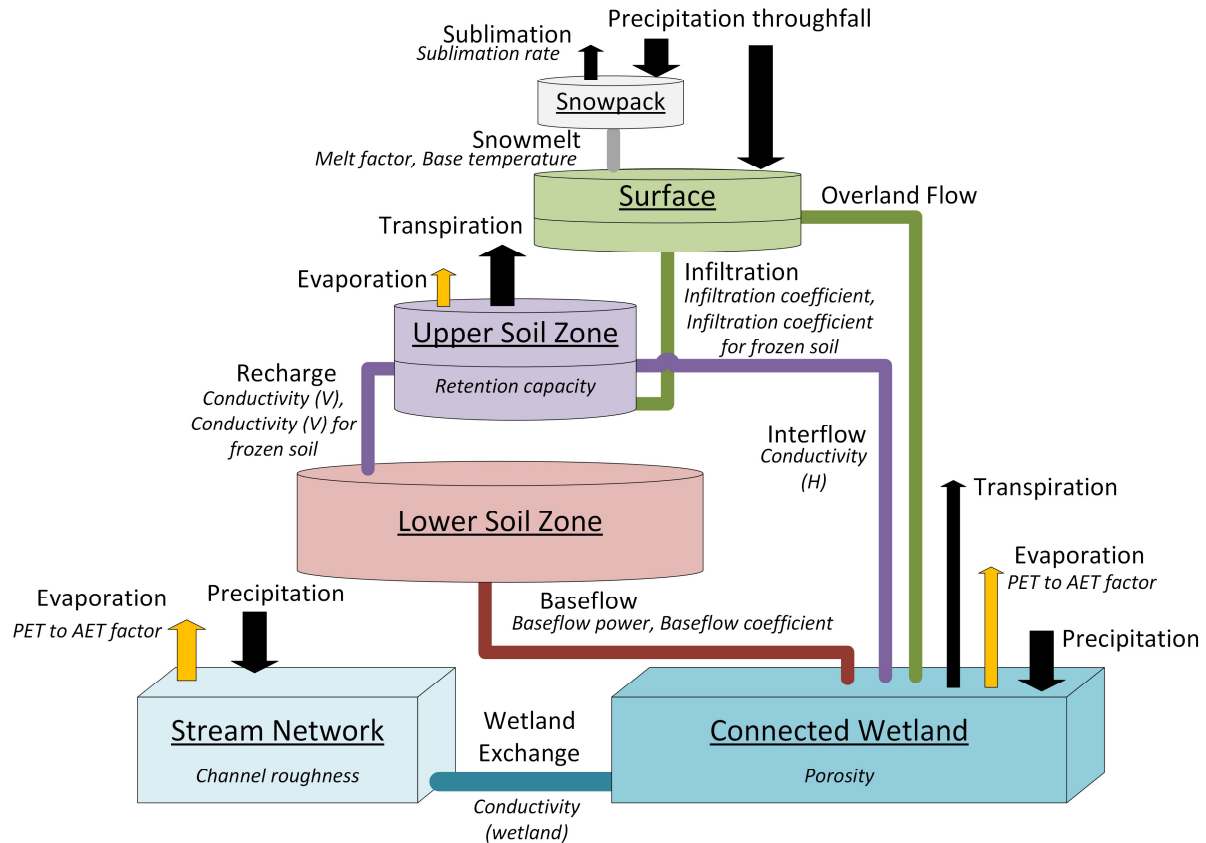 Precipitation throughfall
Sublimation
Sublimation rate
Snowpack
Snowmelt
Melt factor, Base temperature
Surface
Overland Flow
Transpiration
Evaporation
Infiltration
Infiltration coefficient,
Infiltration coefficient
for frozen soil
Upper Soil Zone
Retention capacity
Recharge
Conductivity (V),
Conductivity (V) for
frozen soil
Interflow
Conductivity
(H)
Lower Soil Zone
Transpiration
Evaporation
PET to AET factor
Precipitation
Baseflow
Baseflow power, Baseflow coefficient
Evaporation
PET to AET factor
Precipitation
Stream Network
Channel roughness
Wetland
Exchange
Conductivity
(wetland)
Connected Wetland
Porosity